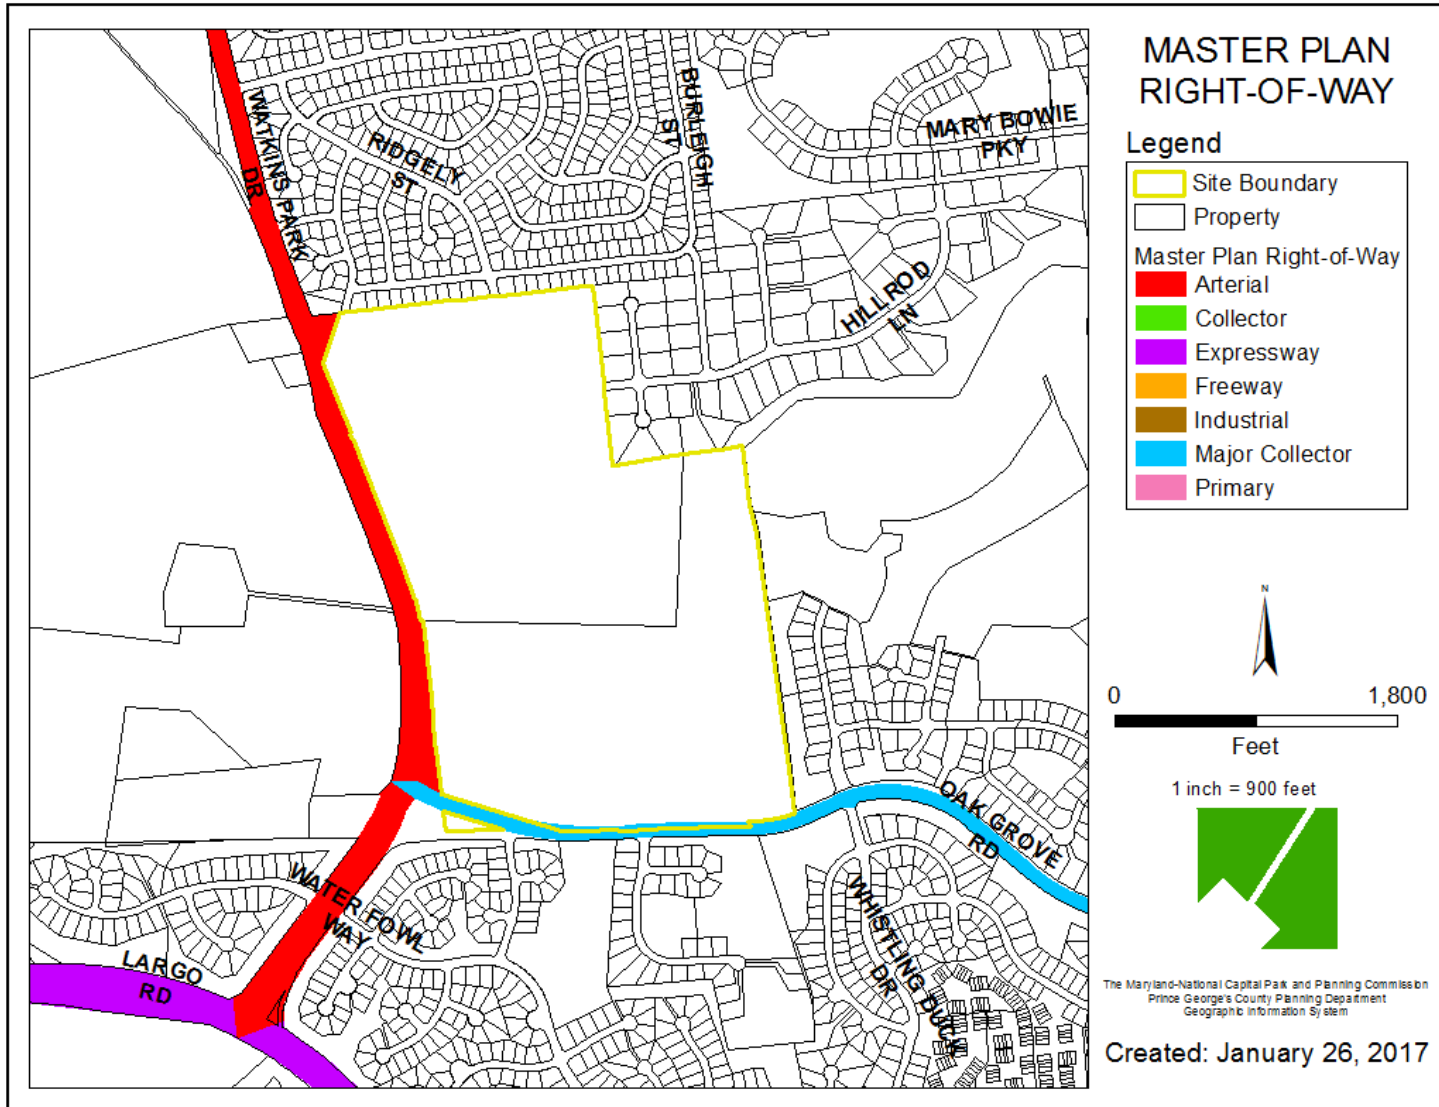 MASTER PLAN
RIGHT-OF-WAY
Legend
Site Boundary
Property
Master Plan Right-of-Way
Arterial
Collector
Expressway
Freeway
Industrial
Major Collector
Primary
N
0 1,800
Feet
1 inch = 900 feet
The Maryland-National Capital Park and Planning Commission
Prince George's County Planning Department
Geographic Information System
Created: January 26, 2017
WATKINS PARK
DR
RIDGELY
ST
BURLEIGH
ST
MARY BOWIE
PKY
HILLROD
LN
OAK GROVE
RD
WATER FOWL
WAY
WHISTLING DUCK
DR
LARGO
RD